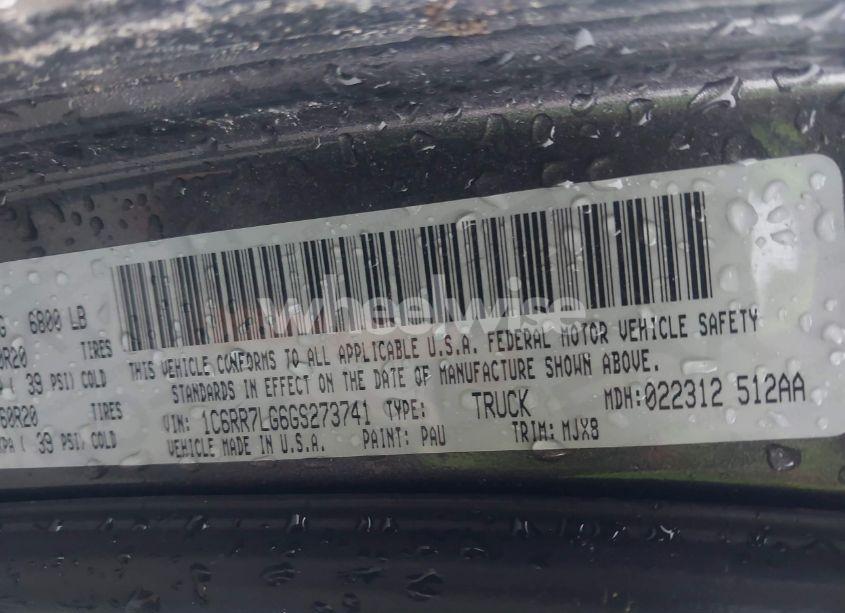 G 6800 LB
0R20 TIRES
( 39 PSI) COLD
60R20 TIRES
KPA ( 39 PSI) COLD
wheelwise
THIS VEHICLE CONFORMS TO ALL APPLICABLE U.S.A. FEDERAL MOTOR VEHICLE SAFETY
STANDARDS IN EFFECT ON THE DATE OF MANUFACTURE SHOWN ABOVE.
VIN: 1C6RR7LG6GS273741 TYPE: TRUCK MDH:022312 512AA
VEHICLE MADE IN U.S.A. PAINT: PAU TRIM: MJX8